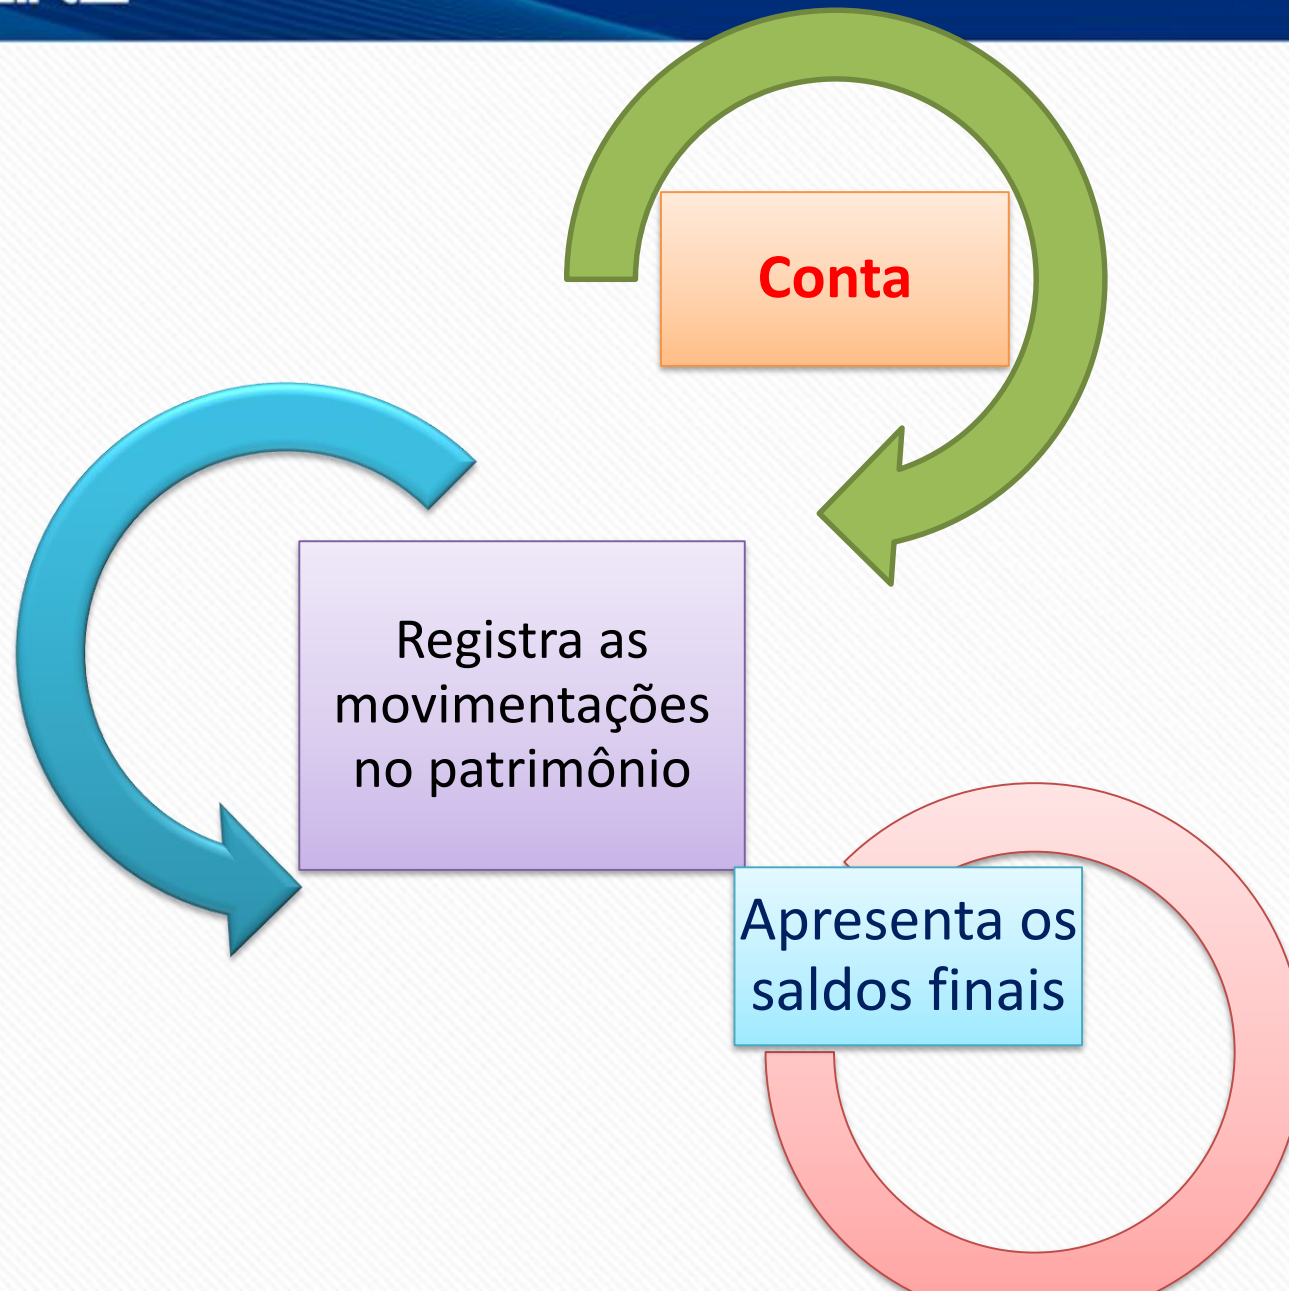 Conta
Registra as
movimentações
no patrimônio
Apresenta os
saldos finais